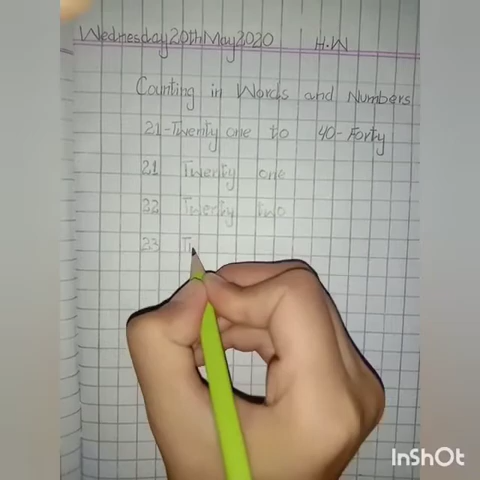 Wednesday 20th May 2020 H.W
Counting in Words and Numbers
21-Twenty one to 40-Forty
21 Twenty one
22 Twenty Two
23 T
InShOt